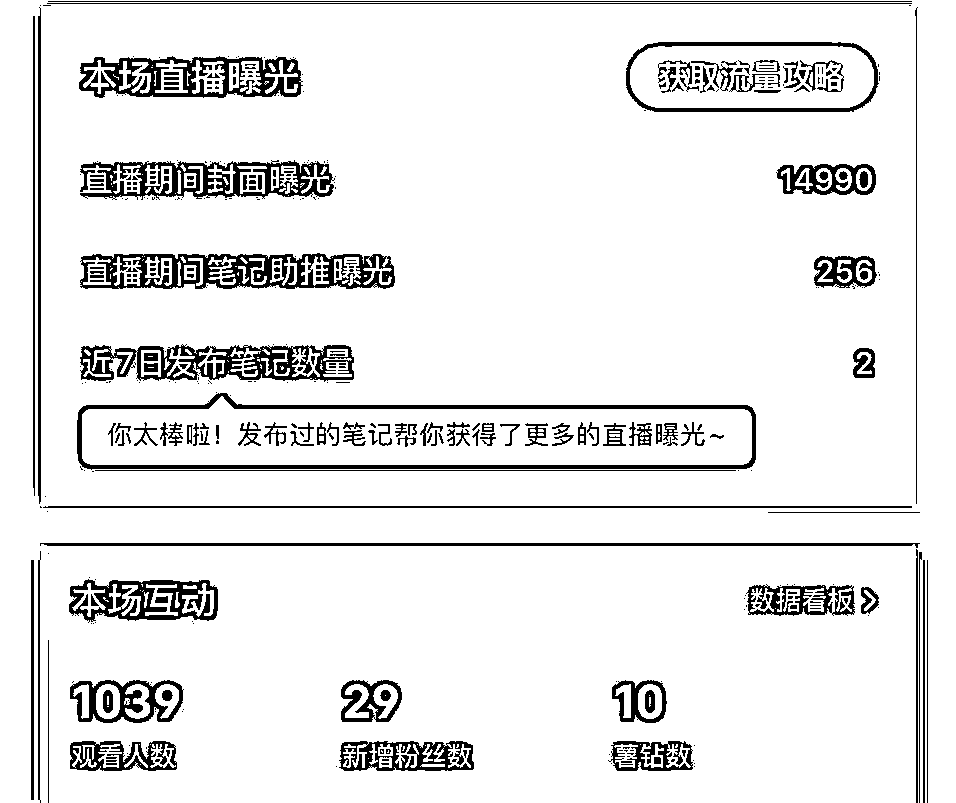 本场直播曝光 获取流量攻略
直播期间封面曝光 14990
直播期间笔记助推曝光 256
近7日发布笔记数量 2
你太棒啦！发布过的笔记帮你获得了更多的直播曝光~
本场互动 数据看板 >
1039 29 10
观看人数 新增粉丝数 薯钻数